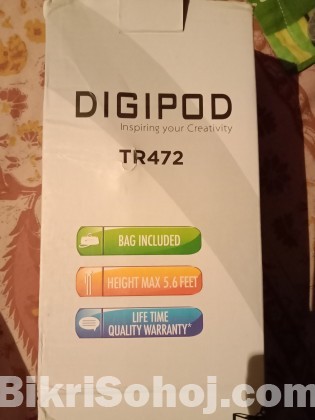 DIGIPOD
Inspiring your Creativity
TR472
BAG INCLUDED
HEIGHT MAX 5.6 FEET
LIFE TIME
QUALITY WARRANTY*
BikriSohoj.com